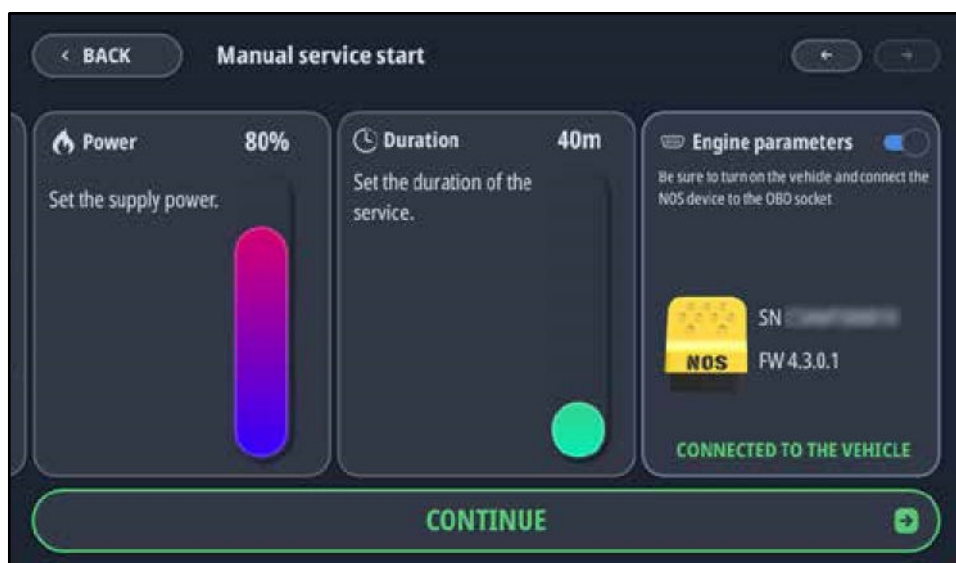 BACK
Manual service start
Power 80%
Set the supply power.
Duration 40m
Set the duration of the
service.
Engine parameters
Be sure to turn on the vehicle and connect the
NOS device to the OBD socket
SN
NOS
FW 4.3.0.1
CONNECTED TO THE VEHICLE
CONTINUE